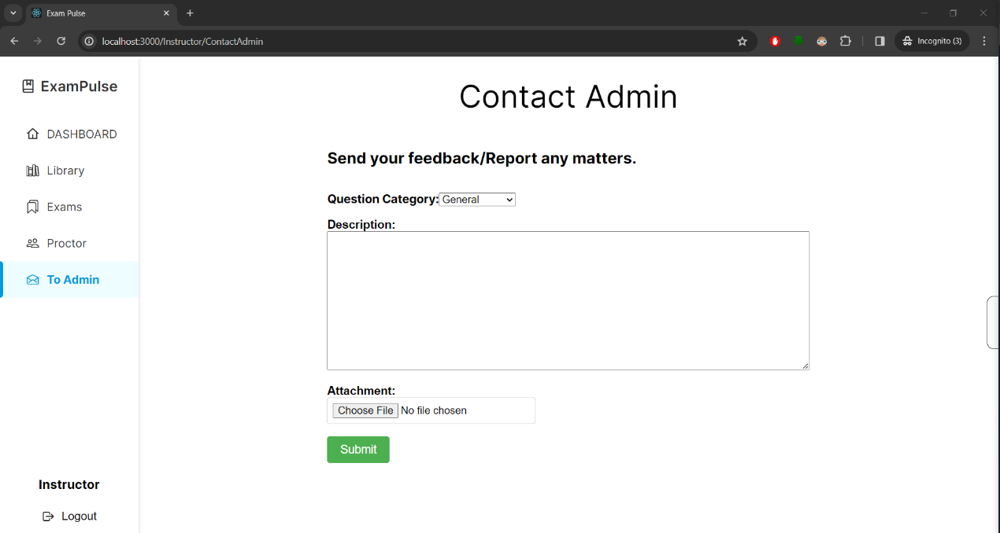 Exam Pulse
localhost:3000/Instructor/ContactAdmin
Incognito (3)
ExamPulse
DASHBOARD
Library
Exams
Proctor
To Admin
Instructor
Logout
Contact Admin
Send your feedback/Report any matters.
Question Category: General
Description:
Attachment:
Choose File No file chosen
Submit